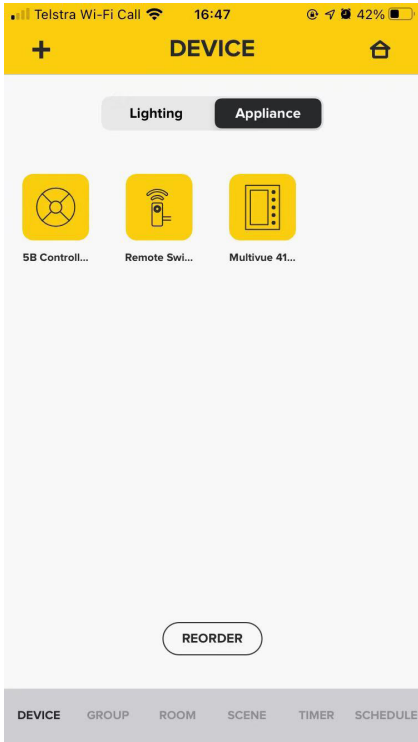 Telstra Wi-Fi Call 16:47 42%
+ DEVICE
Lighting Appliance
5B Controll... Remote Swi... Multivue 41...
REORDER
DEVICE GROUP ROOM SCENE TIMER SCHEDULE